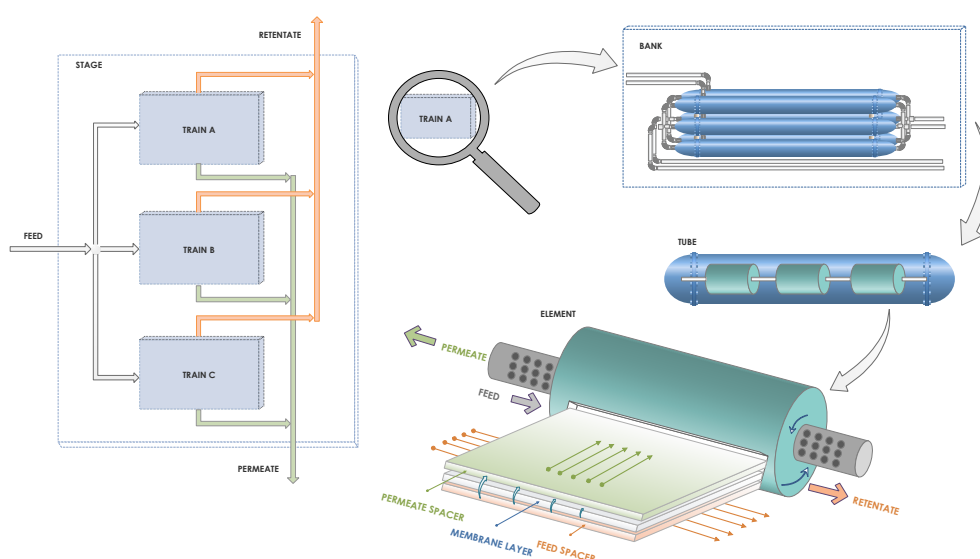 RETENTATE
STAGE
TRAIN A
FEED
TRAIN B
TRAIN C
PERMEATE
TRAIN A
BANK
TUBE
ELEMENT
PERMEATE
FEED
RETENTATE
PERMEATE SPACER
MEMBRANE LAYER
FEED SPACER